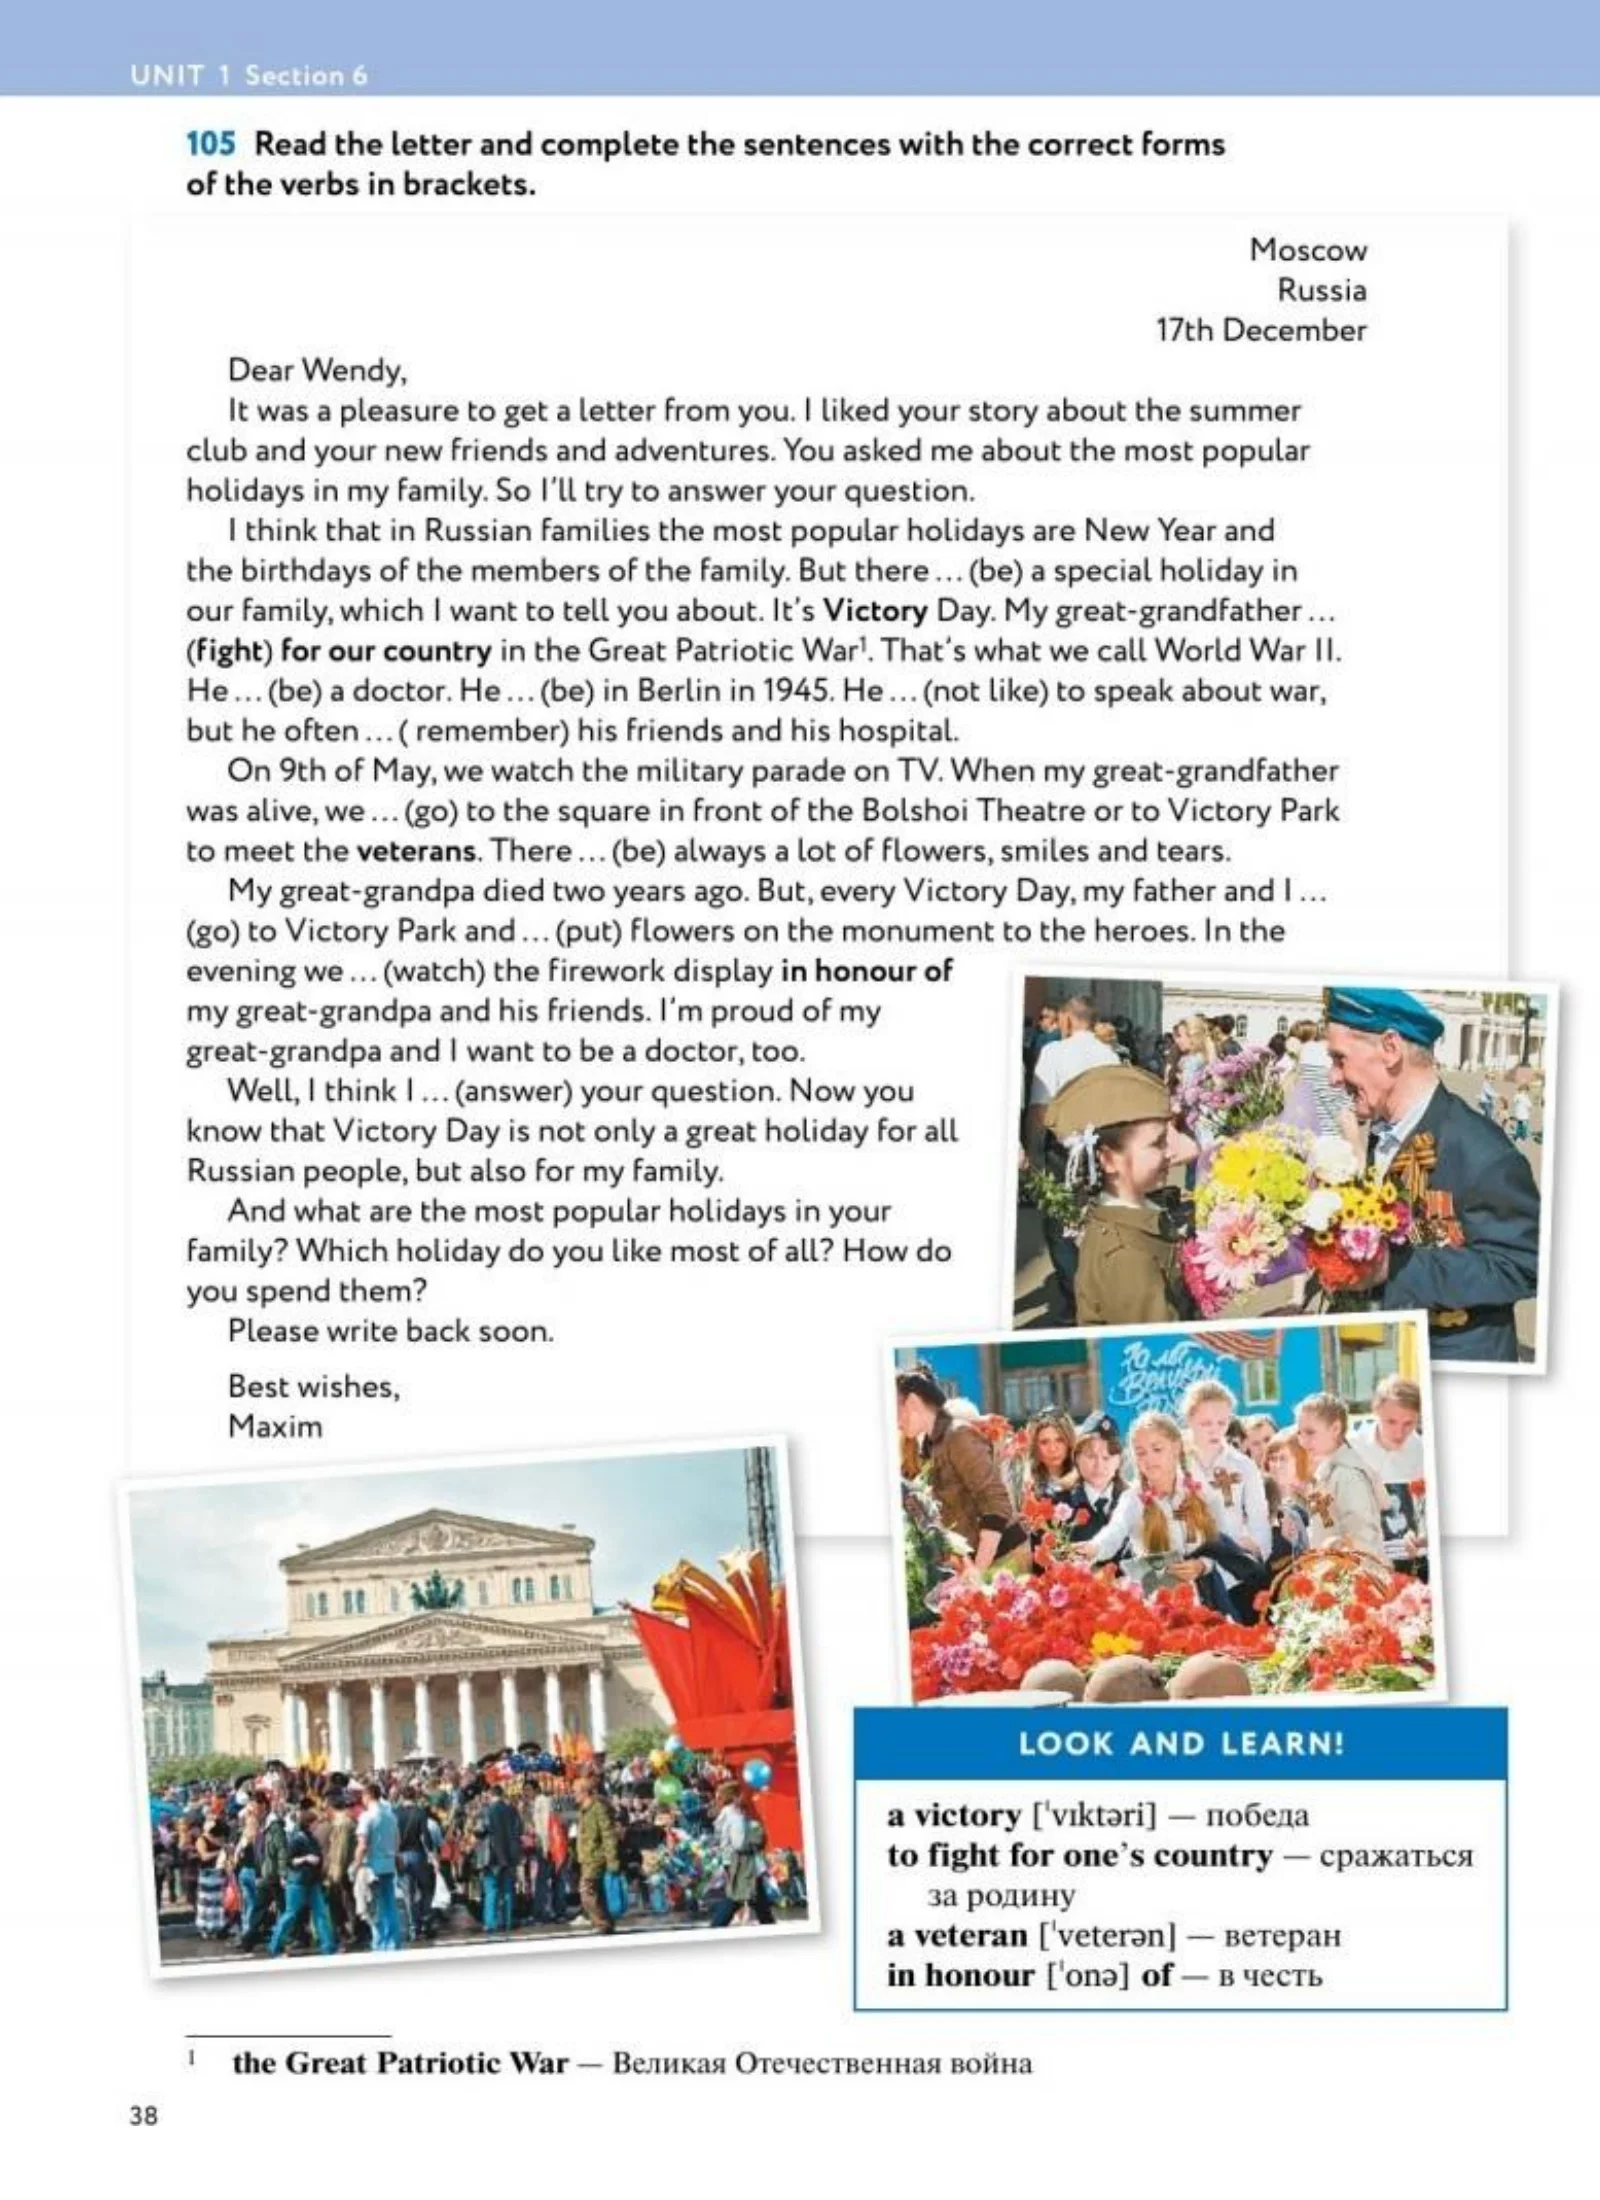 UNIT 1 Section 6
105 Read the letter and complete the sentences with the correct forms
of the verbs in brackets.
Moscow
Russia
17th December
Dear Wendy,
It was a pleasure to get a letter from you. I liked your story about the summer
club and your new friends and adventures. You asked me about the most popular
holidays in my family. So I'll try to answer your question.
I think that in Russian families the most popular holidays are New Year and
the birthdays of the members of the family. But there ... (be) a special holiday in
our family, which I want to tell you about. It's Victory Day. My great-grandfather ...
(fight) for our country in the Great Patriotic War¹. That's what we call World War II.
He ... (be) a doctor. He ... (be) in Berlin in 1945. He ... (not like) to speak about war,
but he often ... ( remember) his friends and his hospital.
On 9th of May, we watch the military parade on TV. When my great-grandfather
was alive, we ... (go) to the square in front of the Bolshoi Theatre or to Victory Park
to meet the veterans. There ... (be) always a lot of flowers, smiles and tears.
My great-grandpa died two years ago. But, every Victory Day, my father and I ...
(go) to Victory Park and ... (put) flowers on the monument to the heroes. In the
evening we ... (watch) the firework display in honour of
my great-grandpa and his friends. I'm proud of my
great-grandpa and I want to be a doctor, too.
Well, I think I ... (answer) your question. Now you
know that Victory Day is not only a great holiday for all
Russian people, but also for my family.
And what are the most popular holidays in your
family? Which holiday do you like most of all? How do
you spend them?
Please write back soon.
Best wishes,
Maxim
70 лет
Великой
LOOK AND LEARN!
a victory [ˈvɪktəri] — победа
to fight for one's country — сражаться
за родину
a veteran [ˈvetərən] — ветеран
in honour [ˈɒnə] of — в честь
1 the Great Patriotic War — Великая Отечественная война
38